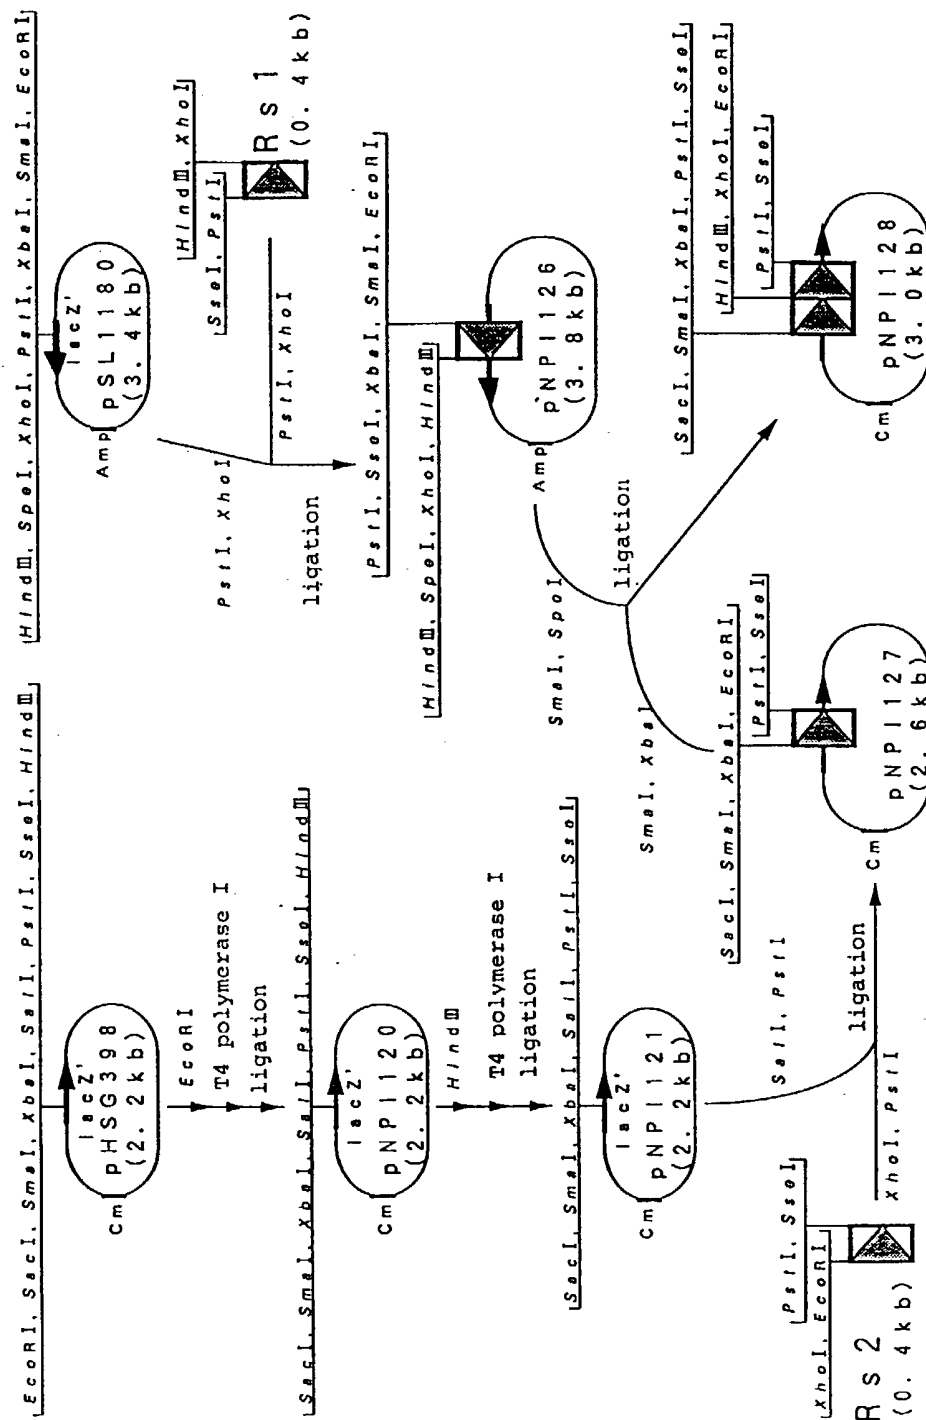 EcoRI, SacI, SmaI, XbaI, SalI, PstI, SseI, HindⅢ
lacZ'
pHSG398
(2. 2kb)
Cm
EcoRI
T4 polymerase I
ligation
SacI, SmaI, XbaI, SalI, PstI, SseI, HindⅢ
lacZ'
pNPI120
(2. 2kb)
Cm
HindⅢ
T4 polymerase I
ligation
SacI, SmaI, XbaI, SalI, PstI, SseI
lacZ'
pNPI121
(2. 2kb)
Cm
SalI, PstI
ligation
XhoI, PstI
PstI, SseI
XhoI, EcoRI
Rs2
(0. 4kb)
HindⅢ, SpeI, XhoI, PstI, XbaI, SmaI, EcoRI
lacZ'
pSL1180
(3. 4kb)
Amp
HindⅢ, XhoI
SseI, PstI
Rs1
(0. 4kb)
PstI, XhoI
PstI, XhoI
ligation
PstI, SseI, XbaI, SmaI, EcoRI
HindⅢ, SpeI, XhoI, HindⅢ
pNPI126
(3. 8kb)
Amp
SmaI, SpoI
ligation
SmaI, XbaI
SacI, SmaI, XbaI, EcoRI
PstI, SseI
pNPI127
(2. 6kb)
Cm
SacI, SmaI, XbaI, PstI, SseI
HindⅢ, XhoI, EcoRI
PstI, SseI
pNPI128
(3. 0kb)
Cm